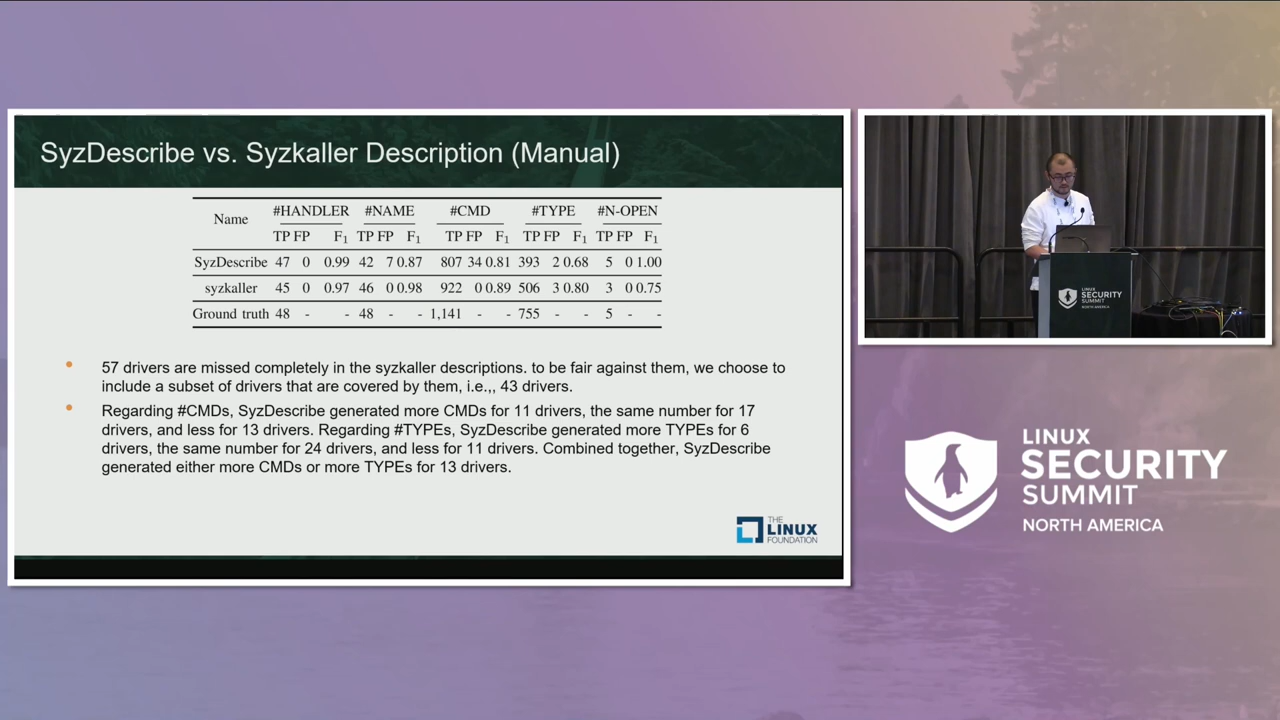 SyzDescribe vs. Syzkaller Description (Manual)
Name #HANDLER #NAME #CMD #TYPE #N-OPEN
TP FP F1 TP FP F1 TP FP F1 TP FP F1 TP FP F1
SyzDescribe 47 0 0.99 42 7 0.87 807 34 0.81 393 2 0.68 5 0 1.00
syzkaller 45 0 0.97 46 0 0.98 922 0 0.89 506 3 0.80 3 0 0.75
Ground truth 48 - - 48 - - 1,141 - - 755 - - 5 - -
• 57 drivers are missed completely in the syzkaller descriptions. to be fair against them, we choose to
include a subset of drivers that are covered by them, i.e.,, 43 drivers.
• Regarding #CMDs, SyzDescribe generated more CMDs for 11 drivers, the same number for 17
drivers, and less for 13 drivers. Regarding #TYPEs, SyzDescribe generated more TYPEs for 6
drivers, the same number for 24 drivers, and less for 11 drivers. Combined together, SyzDescribe
generated either more CMDs or more TYPEs for 13 drivers.
THE
LINUX
FOUNDATION
LINUX
SECURITY
SUMMIT
NORTH AMERICA
LINUX
SECURITY
SUMMIT
NORTH AMERICA